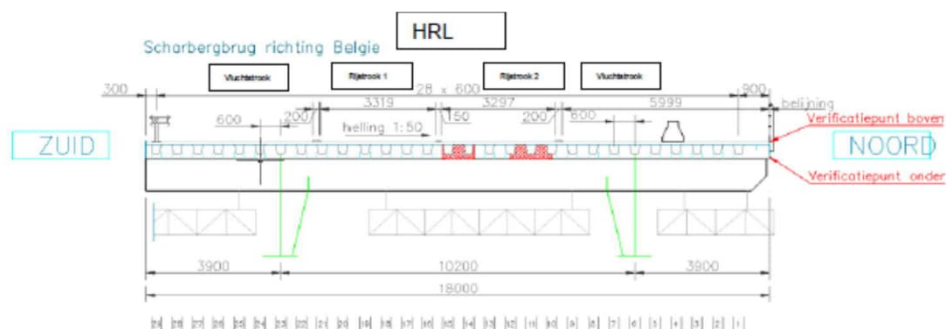 HRL
Scharbergbrug richting Belgie
Vluchtstrook
Rijstrook 1
Rijstrook 2
Vluchtstrook
300
28 x 600
900
3319
3297
5999
belijning
600
200
150
200
600
Verificatiepunt boven
helling 1:50
ZUID
NOORD
Verificatiepunt onder
3900
10200
3900
18000